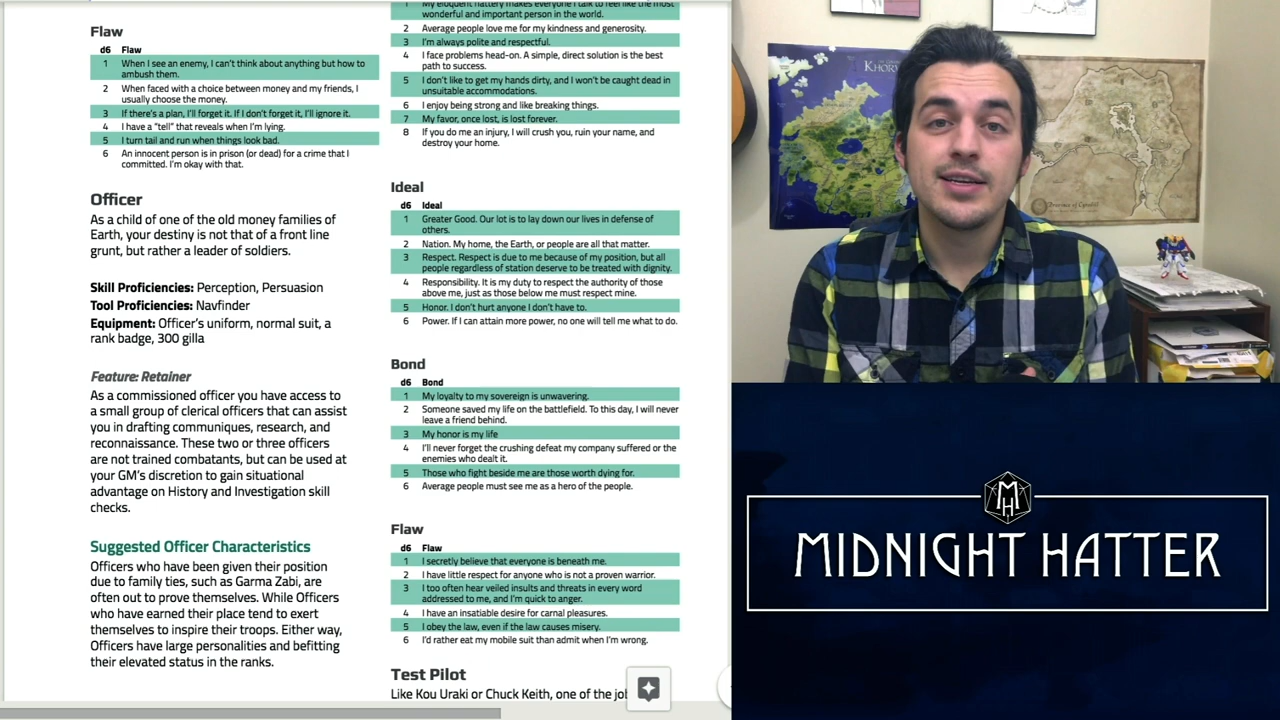 Flaw
d6 Flaw
1 When I see an enemy, I can't think about anything but how to
ambush them.
2 When faced with a choice between money and my friends, I
usually choose the money.
3 If there's a plan, I'll forget it. If I don't forget it, I'll ignore it.
4 I have a "tell" that reveals when I'm lying.
5 I turn tail and run when things look bad.
6 An innocent person is in prison (or dead) for a crime that I
committed. I'm okay with that.
Officer
As a child of one of the old money families of
Earth, your destiny is not that of a front line
grunt, but rather a leader of soldiers.
Skill Proficiencies: Perception, Persuasion
Tool Proficiencies: Navfinder
Equipment: Officer's uniform, normal suit, a
rank badge, 300 gilla
Feature: Retainer
As a commissioned officer you have access to
a small group of clerical officers that can assist
you in drafting communiques, research, and
reconnaissance. These two or three officers
are not trained combatants, but can be used at
your GM's discretion to gain situational
advantage on History and Investigation skill
checks.
Suggested Officer Characteristics
Officers who have been given their position
due to family ties, such as Garma Zabi, are
often out to prove themselves. While Officers
who have earned their place tend to exert
themselves to inspire their troops. Either way,
Officers have large personalities and befitting
their elevated status in the ranks.
1 My eloquent flattery makes everyone I talk to feel like the most
wonderful and important person in the world.
2 Average people love me for my kindness and generosity.
3 I'm always polite and respectful.
4 I face problems head-on. A simple, direct solution is the best
path to success.
5 I don't like to get my hands dirty, and I won't be caught dead in
unsuitable accommodations.
6 I enjoy being strong and like breaking things.
7 My favor, once lost, is lost forever.
8 If you do me an injury, I will crush you, ruin your name, and
destroy your home.
Ideal
d6 Ideal
1 Greater Good. Our lot is to lay down our lives in defense of
others.
2 Nation. My home, the Earth, or people are all that matter.
3 Respect. Respect is due to me because of my position, but all
people regardless of station deserve to be treated with dignity.
4 Responsibility. It is my duty to respect the authority of those
above me, just as those below me must respect mine.
5 Honor. I don't hurt anyone I don't have to.
6 Power. If I can attain more power, no one will tell me what to do.
Bond
d6 Bond
1 My loyalty to my sovereign is unwavering.
2 Someone saved my life on the battlefield. To this day, I will never
leave a friend behind.
3 My honor is my life
4 I'll never forget the crushing defeat my company suffered or the
enemies who dealt it.
5 Those who fight beside me are those worth dying for.
6 Average people must see me as a hero of the people.
Flaw
d6 Flaw
1 I secretly believe that everyone is beneath me.
2 I have little respect for anyone who is not a proven warrior.
3 I too often hear veiled insults and threats in every word
addressed to me, and I'm quick to anger.
4 I have an insatiable desire for carnal pleasures.
5 I obey the law, even if the law causes misery.
6 I'd rather eat my mobile suit than admit when I'm wrong.
Test Pilot
Like Kou Uraki or Chuck Keith, one of the
MH
MIDNIGHT HATTER